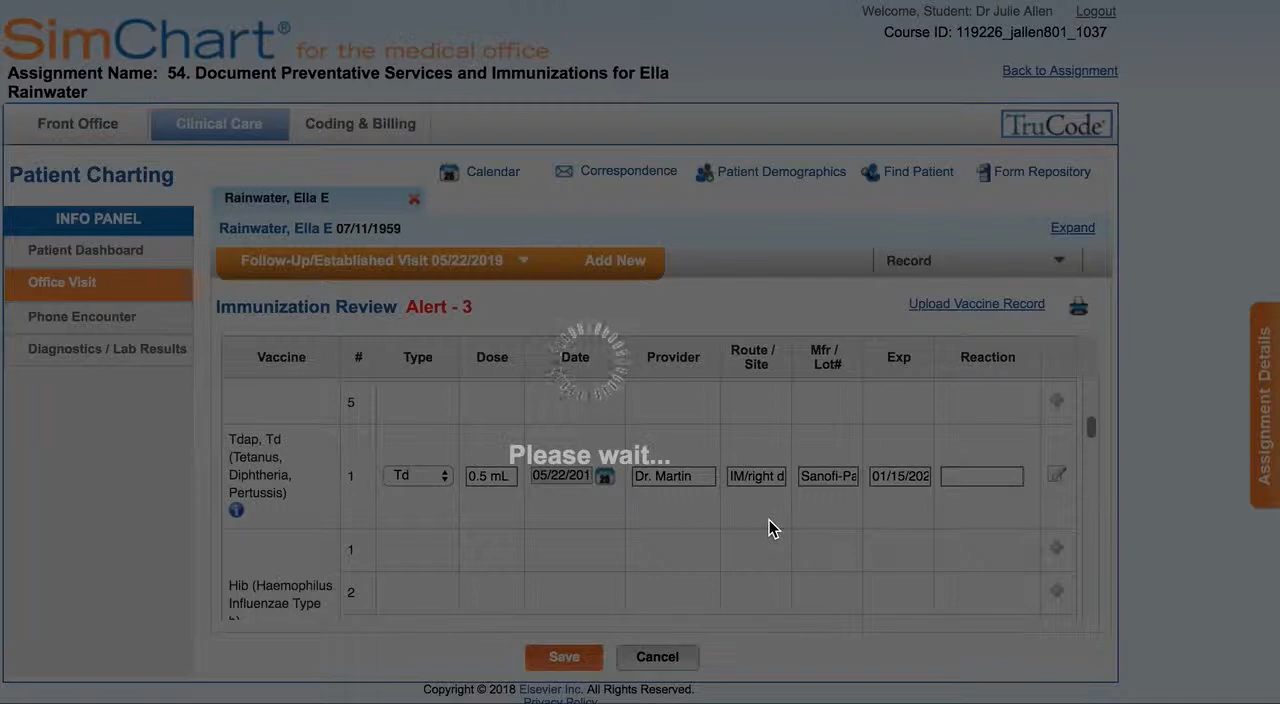 SimChart® for the medical office
Welcome, Student: Dr Julie Allen Logout
Course ID: 119226_jallen801_1037
Assignment Name: 54. Document Preventative Services and Immunizations for Ella
Rainwater
Back to Assignment
Front Office Clinical Care Coding & Billing TruCode®
Patient Charting
Calendar Correspondence Patient Demographics Find Patient Form Repository
INFO PANEL
Patient Dashboard
Office Visit
Phone Encounter
Diagnostics / Lab Results
Rainwater, Ella E
Rainwater, Ella E 07/11/1959 Expand
Follow-Up/Established Visit 05/22/2019 Add New Record
Immunization Review Alert - 3 Upload Vaccine Record
Vaccine # Type Dose Date Provider Route / Site Mfr / Lot# Exp Reaction
5
Please wait...
Tdap, Td
(Tetanus,
Diphtheria,
Pertussis)
1 Td 0.5 mL 05/22/201 Dr. Martin IM/right d Sanofi-Pa 01/15/202
1
Hib (Haemophilus
Influenzae Type
b)
2
Save Cancel
Copyright © 2018 Elsevier Inc. All Rights Reserved.
Privacy Policy
Assignment Details